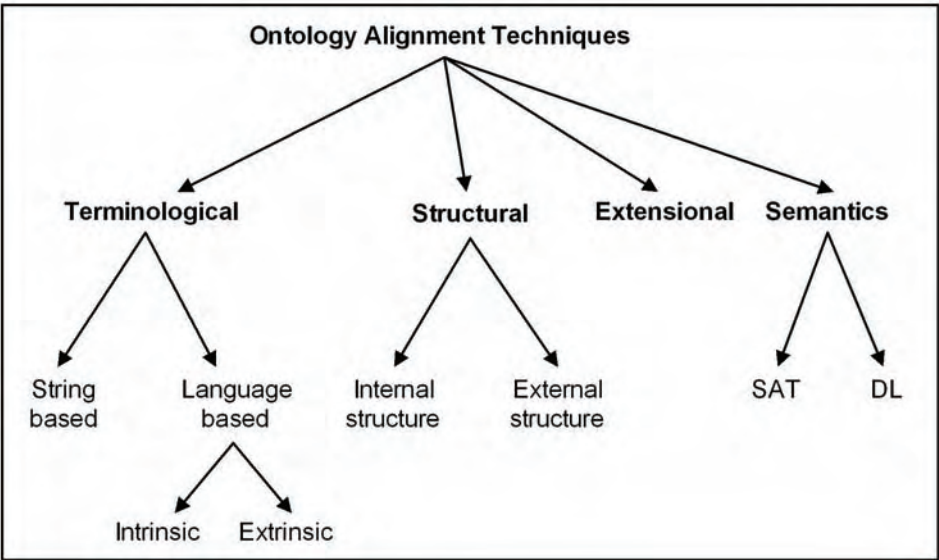 Ontology Alignment Techniques
Terminological
Structural
Extensional
Semantics
String
based
Language
based
Internal
structure
External
structure
SAT
DL
Intrinsic
Extrinsic